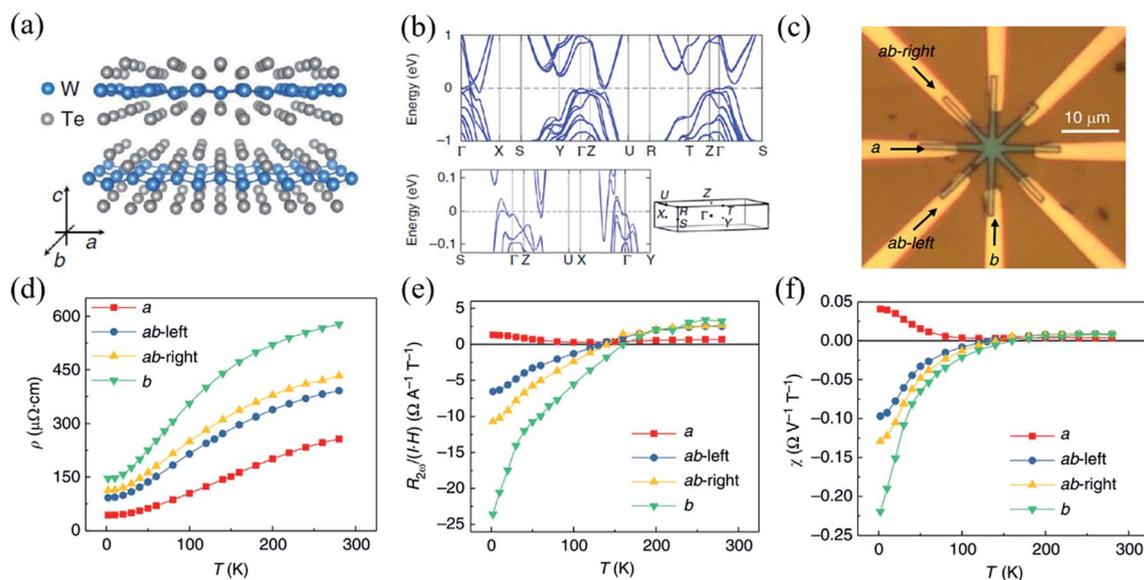 (a)
W
Te
c
a
b
(b)
Energy (eV)
1
0
-1
Γ X S Y Γ Z U R T Z Γ S
Energy (eV)
0.1
0
-0.1
S Γ Z U X Γ Y
U Z
X R Γ T
S Y
(c)
ab-right
10 μm
a
ab-left
b
(d)
ρ (μΩ·cm)
600
450
300
150
0
a
ab-left
ab-right
b
0 100 200 300
T (K)
(e)
R2ω/(I·H) (Ω A⁻¹ T⁻¹)
5
0
-5
-10
-15
-20
-25
a
ab-left
ab-right
b
0 100 200 300
T (K)
(f)
χ (Ω V⁻¹ T⁻¹)
0.05
0.00
-0.05
-0.10
-0.15
-0.20
-0.25
a
ab-left
ab-right
b
0 100 200 300
T (K)